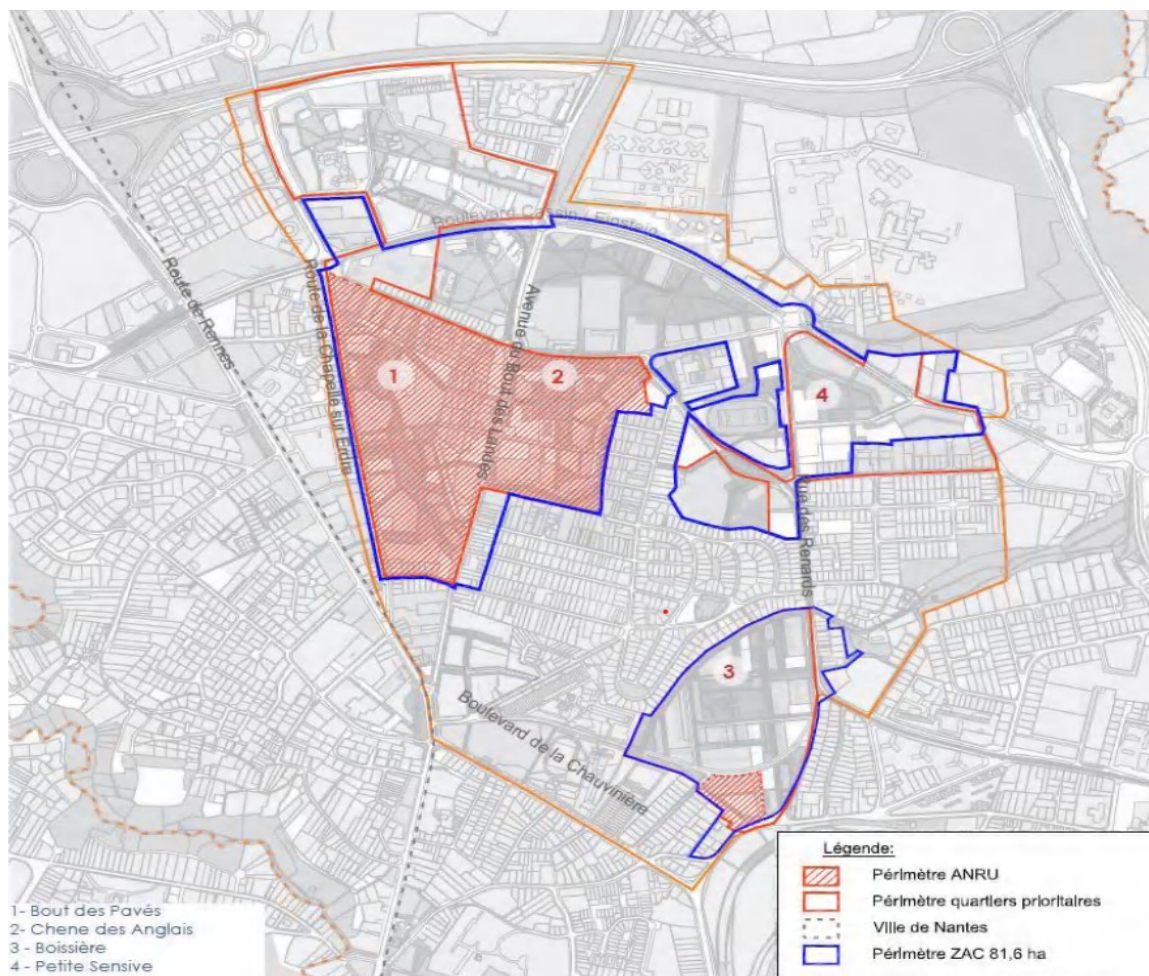 Boulevard Cassin / Einstein
Route de Rennes
Route de la Chapelle sur Erdre
Avenue du Bout des Landes
1
2
4
Rue des Renards
3
Boulevard de la Chauvinière
Légende:
Périmètre ANRU
Périmètre quartiers prioritaires
Ville de Nantes
Périmètre ZAC 81,6 ha
1- Bout des Pavés
2- Chene des Anglais
3 - Boissière
4 - Petite Sensive